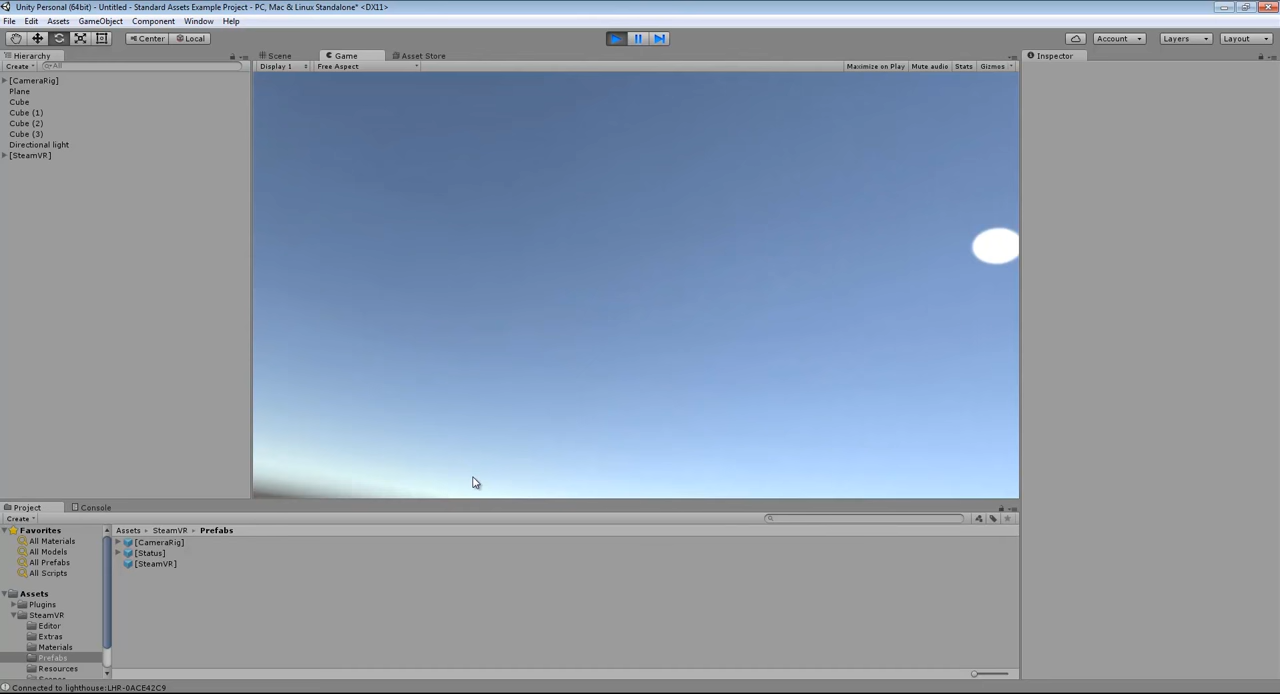 Unity Personal (64bit) - Untitled - Standard Assets Example Project - PC, Mac & Linux Standalone* <DX11>
File Edit Assets GameObject Component Window Help
Center Local Account Layers Layout
Hierarchy Scene Game Asset Store Inspector
Create All Display 1 Free Aspect Maximize on Play Mute audio Stats Gizmos
[CameraRig]
Plane
Cube
Cube (1)
Cube (2)
Cube (3)
Directional light
[SteamVR]
Project Console
Create
Favorites
All Materials
All Models
All Prefabs
All Scripts
Assets
Plugins
SteamVR
Editor
Extras
Materials
Prefabs
Resources
Assets SteamVR Prefabs
[CameraRig]
[Status]
[SteamVR]
Connected to lighthouse:LHR-0ACE42C9